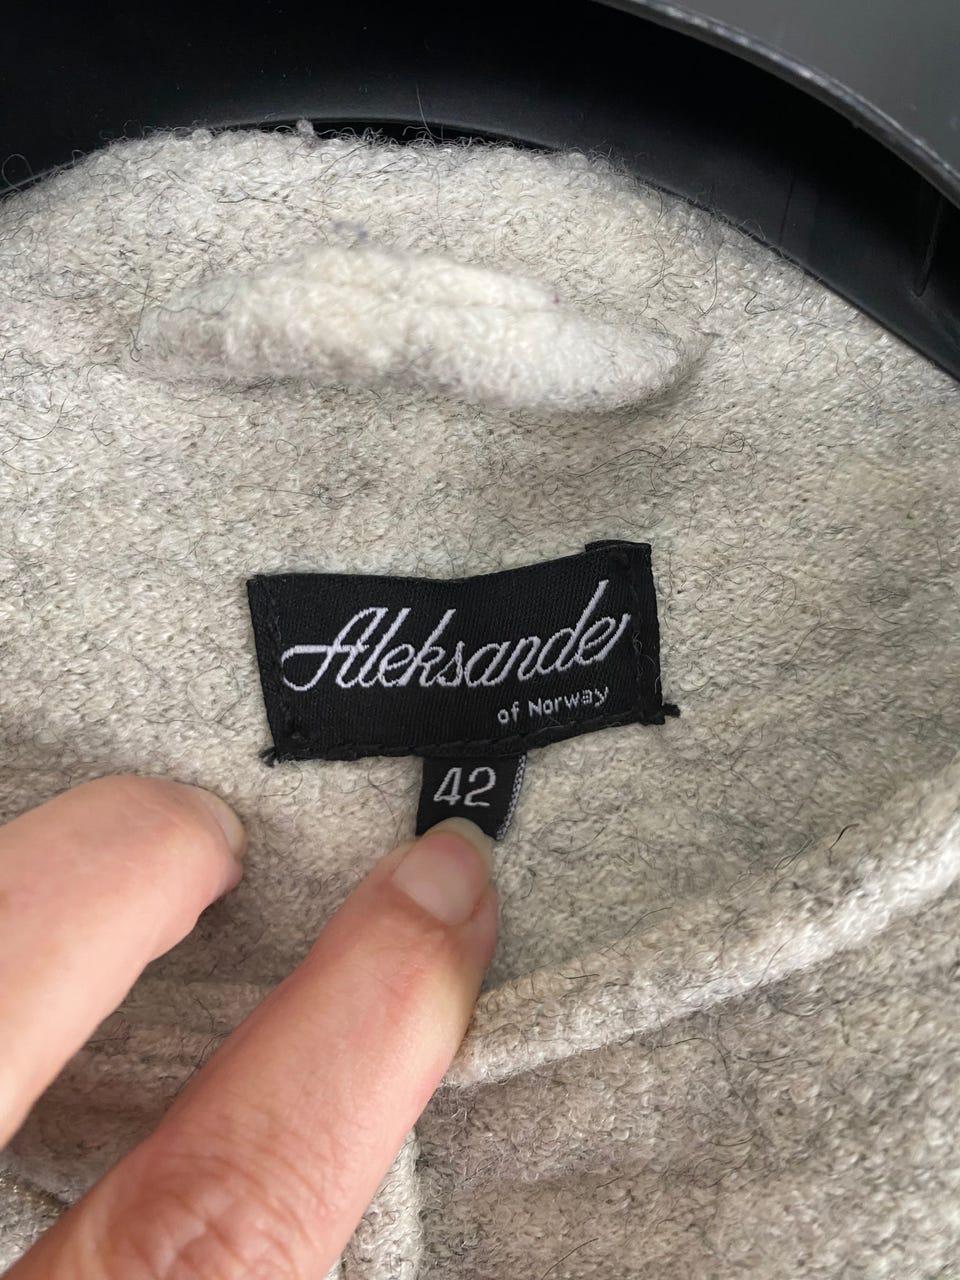 Aleksander
of Norway
42